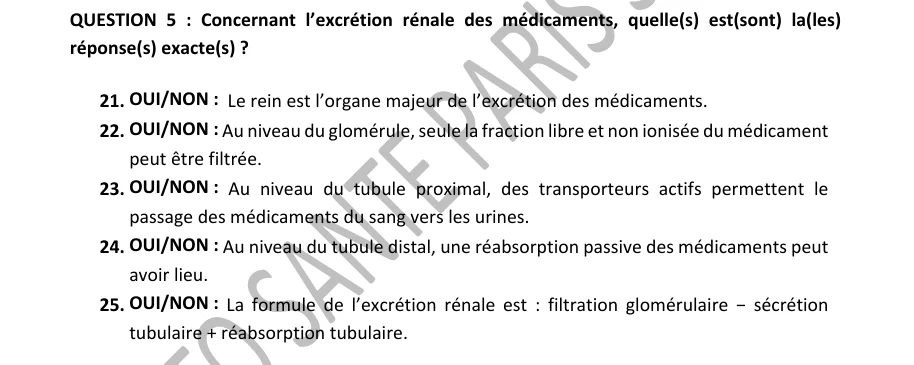 QUESTION 5 : Concernant l’excrétion rénale des médicaments, quelle(s) est(sont) la(les)
réponse(s) exacte(s) ?
21. OUI/NON : Le rein est l’organe majeur de l’excrétion des médicaments.
22. OUI/NON : Au niveau du glomérule, seule la fraction libre et non ionisée du médicament
peut être filtrée.
23. OUI/NON : Au niveau du tubule proximal, des transporteurs actifs permettent le
passage des médicaments du sang vers les urines.
24. OUI/NON : Au niveau du tubule distal, une réabsorption passive des médicaments peut
avoir lieu.
25. OUI/NON : La formule de l’excrétion rénale est : filtration glomérulaire − sécrétion
tubulaire + réabsorption tubulaire.
SANTE PARIS